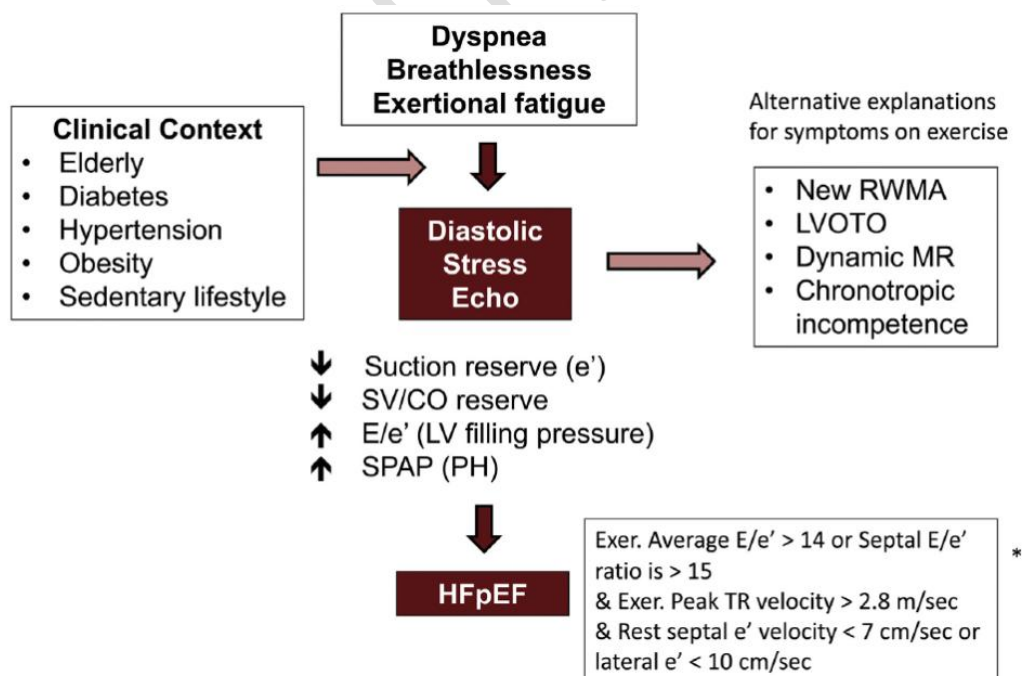 Dyspnea
Breathlessness
Exertional fatigue
Clinical Context
• Elderly
• Diabetes
• Hypertension
• Obesity
• Sedentary lifestyle
Diastolic
Stress
Echo
Alternative explanations
for symptoms on exercise
• New RWMA
• LVOTO
• Dynamic MR
• Chronotropic
incompetence
↓ Suction reserve (e')
↓ SV/CO reserve
↑ E/e' (LV filling pressure)
↑ SPAP (PH)
HFpEF
Exer. Average E/e' > 14 or Septal E/e'
ratio is > 15
& Exer. Peak TR velocity > 2.8 m/sec
& Rest septal e' velocity < 7 cm/sec or
lateral e' < 10 cm/sec
*